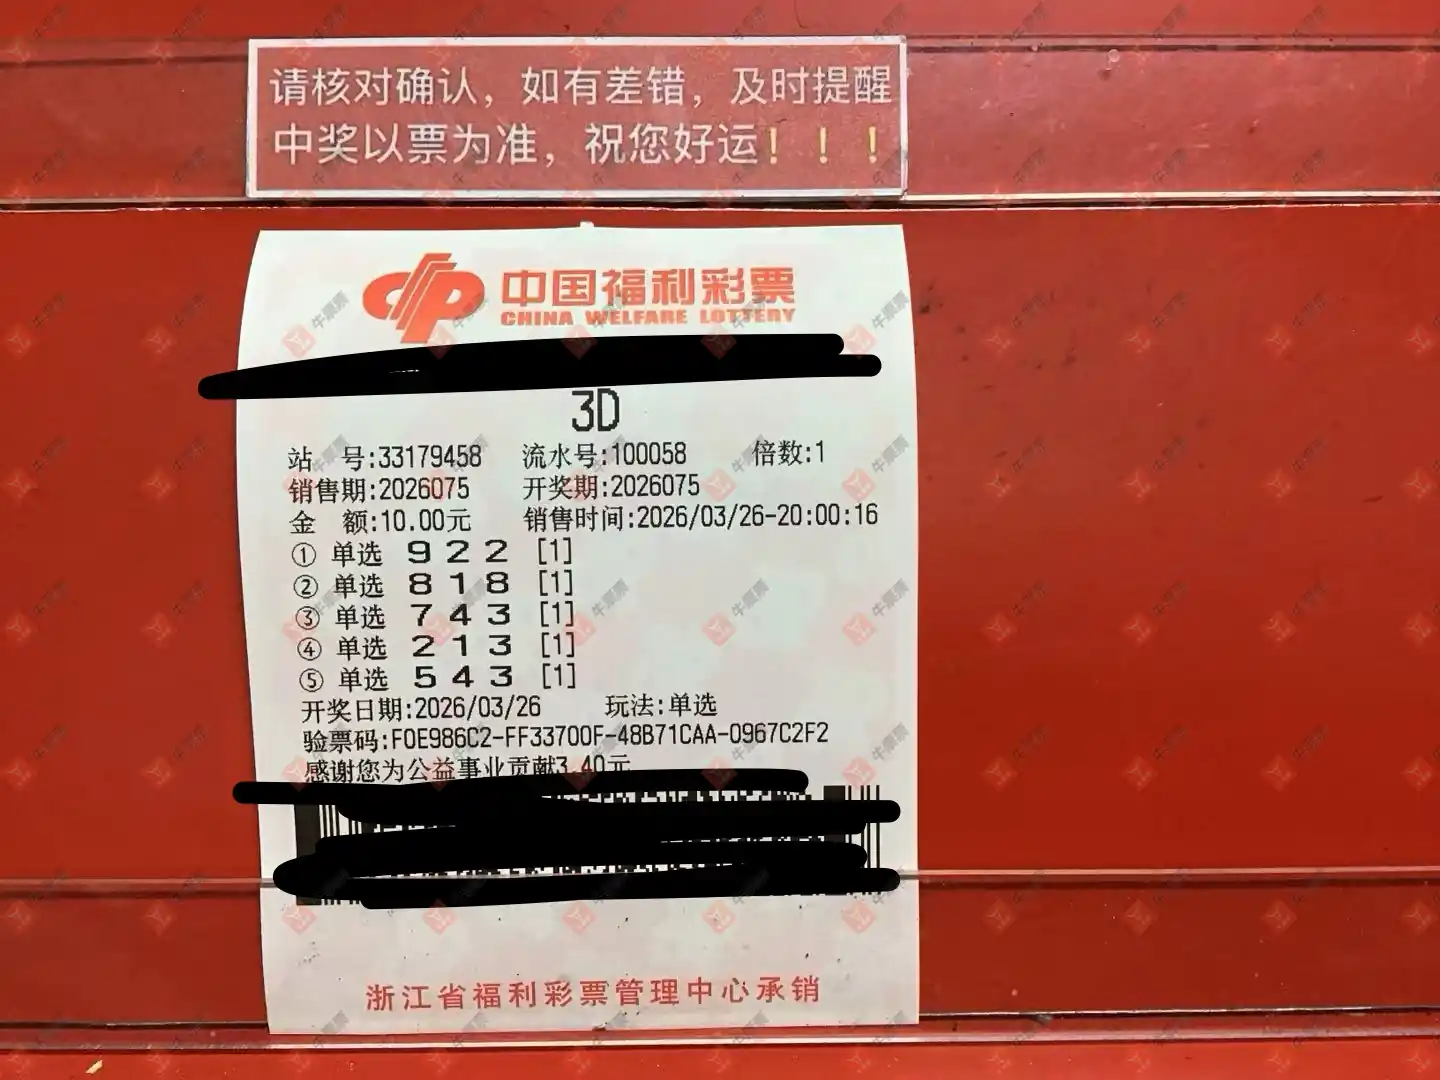 请核对确认，如有差错，及时提醒
中奖以票为准，祝您好运！！！
中国福利彩票
CHINA WELFARE LOTTERY
3D
站 号:33179458 流水号:100058 倍数:1
销售期:2026075 开奖期:2026075
金 额:10.00元 销售时间:2026/03/26-20:00:16
① 单选 9 2 2 [1]
② 单选 8 1 8 [1]
③ 单选 7 4 3 [1]
④ 单选 2 1 3 [1]
⑤ 单选 5 4 3 [1]
开奖日期:2026/03/26 玩法:单选
验票码:F0E986C2-FF33700F-48B71CAA-0967C2F2
感谢您为公益事业贡献3.40元
浙江省福利彩票管理中心承销
牛票票